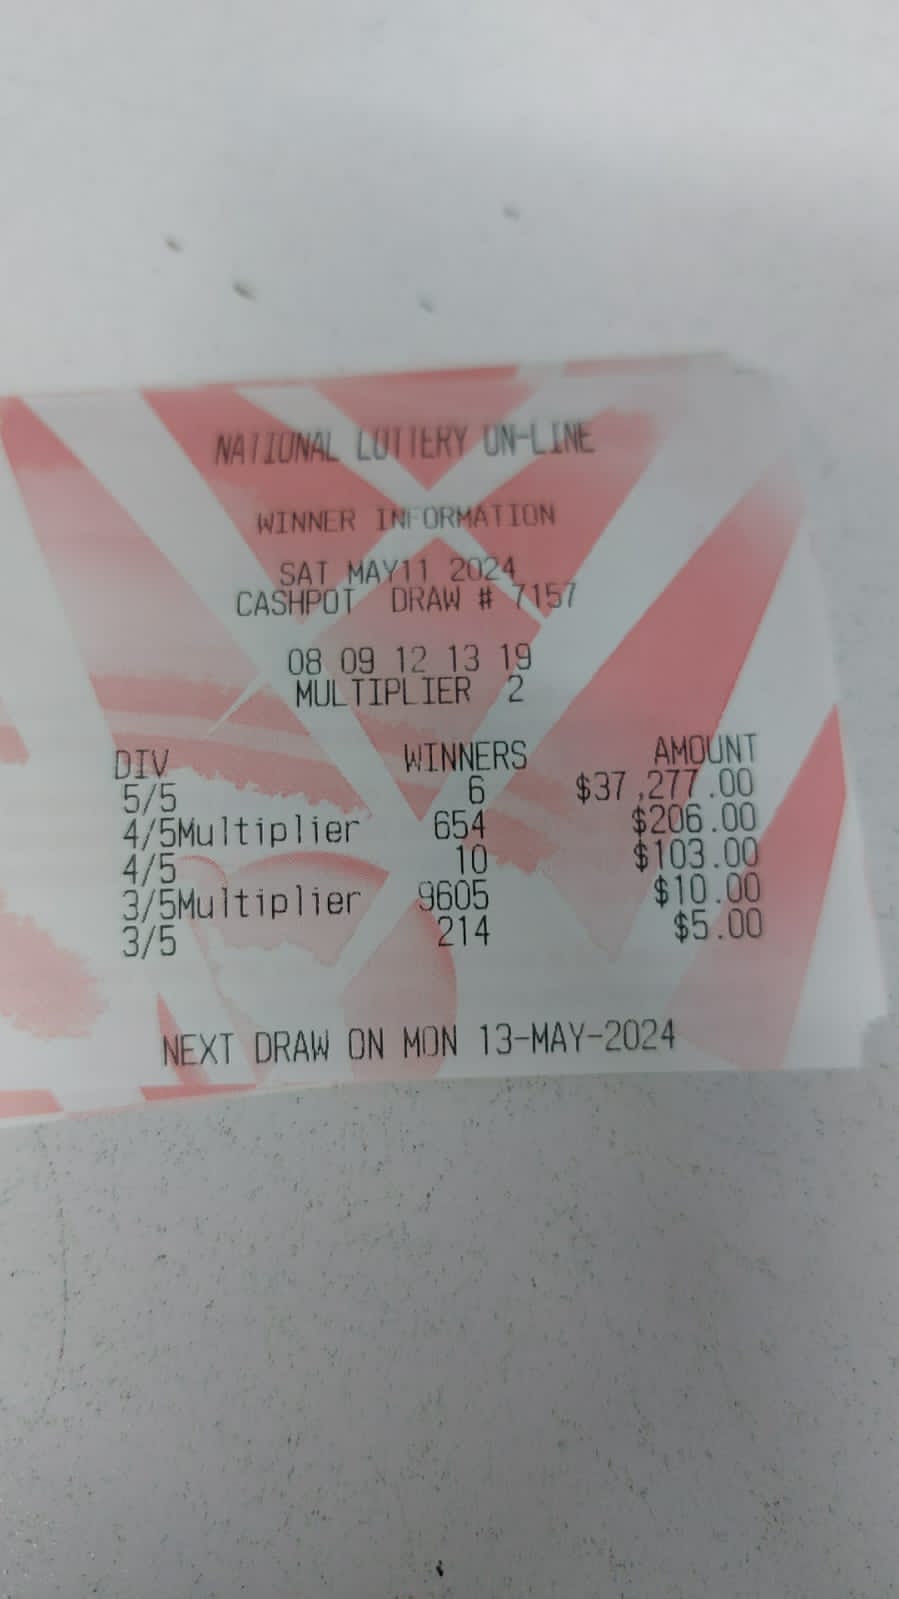 NATIONAL LOTTERY ON-LINE
WINNER INFORMATION
SAT MAY11 2024
CASHPOT DRAW # 7157
08 09 12 13 19
MULTIPLIER 2
DIV WINNERS AMOUNT
5/5 6 $37,277.00
4/5Multiplier 654 $206.00
4/5 10 $103.00
3/5Multiplier 9605 $10.00
3/5 214 $5.00
NEXT DRAW ON MON 13-MAY-2024